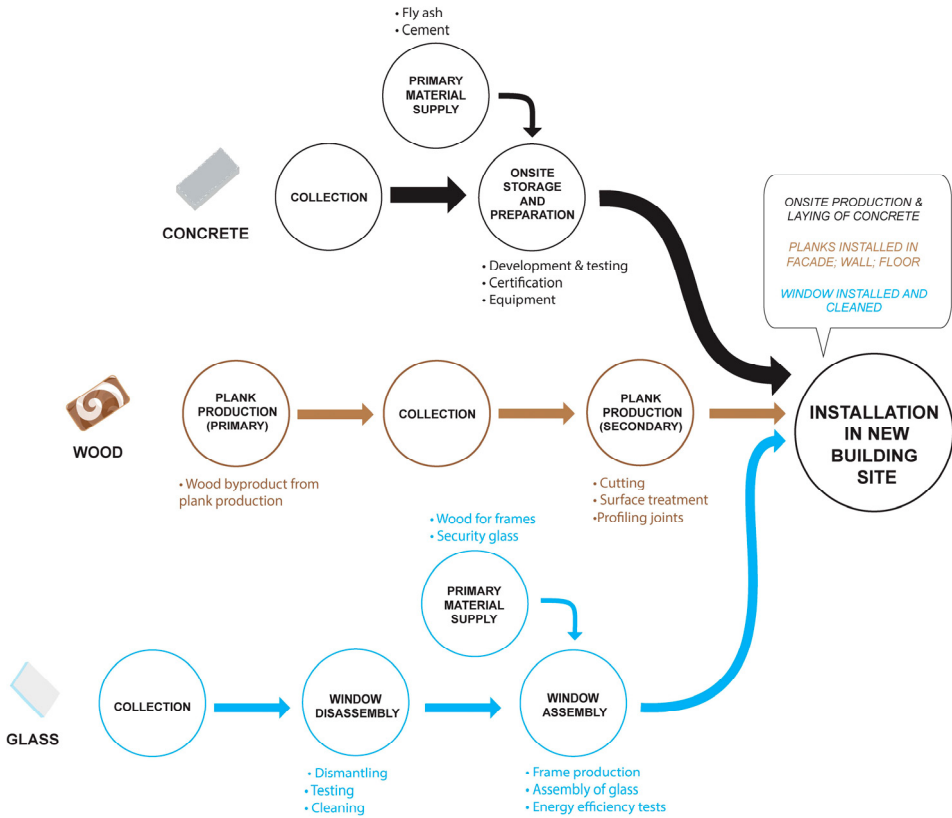 • Fly ash
• Cement
PRIMARY
MATERIAL
SUPPLY
COLLECTION
ONSITE
STORAGE
AND
PREPARATION
CONCRETE
• Development & testing
• Certification
• Equipment
ONSITE PRODUCTION &
LAYING OF CONCRETE
PLANKS INSTALLED IN
FACADE; WALL; FLOOR
WINDOW INSTALLED AND
CLEANED
WOOD
PLANK
PRODUCTION
(PRIMARY)
• Wood byproduct from
plank production
COLLECTION
PLANK
PRODUCTION
(SECONDARY)
• Cutting
• Surface treatment
•Profiling joints
INSTALLATION
IN NEW
BUILDING
SITE
• Wood for frames
• Security glass
PRIMARY
MATERIAL
SUPPLY
GLASS
COLLECTION
WINDOW
DISASSEMBLY
• Dismantling
• Testing
• Cleaning
WINDOW
ASSEMBLY
• Frame production
• Assembly of glass
• Energy efficiency tests